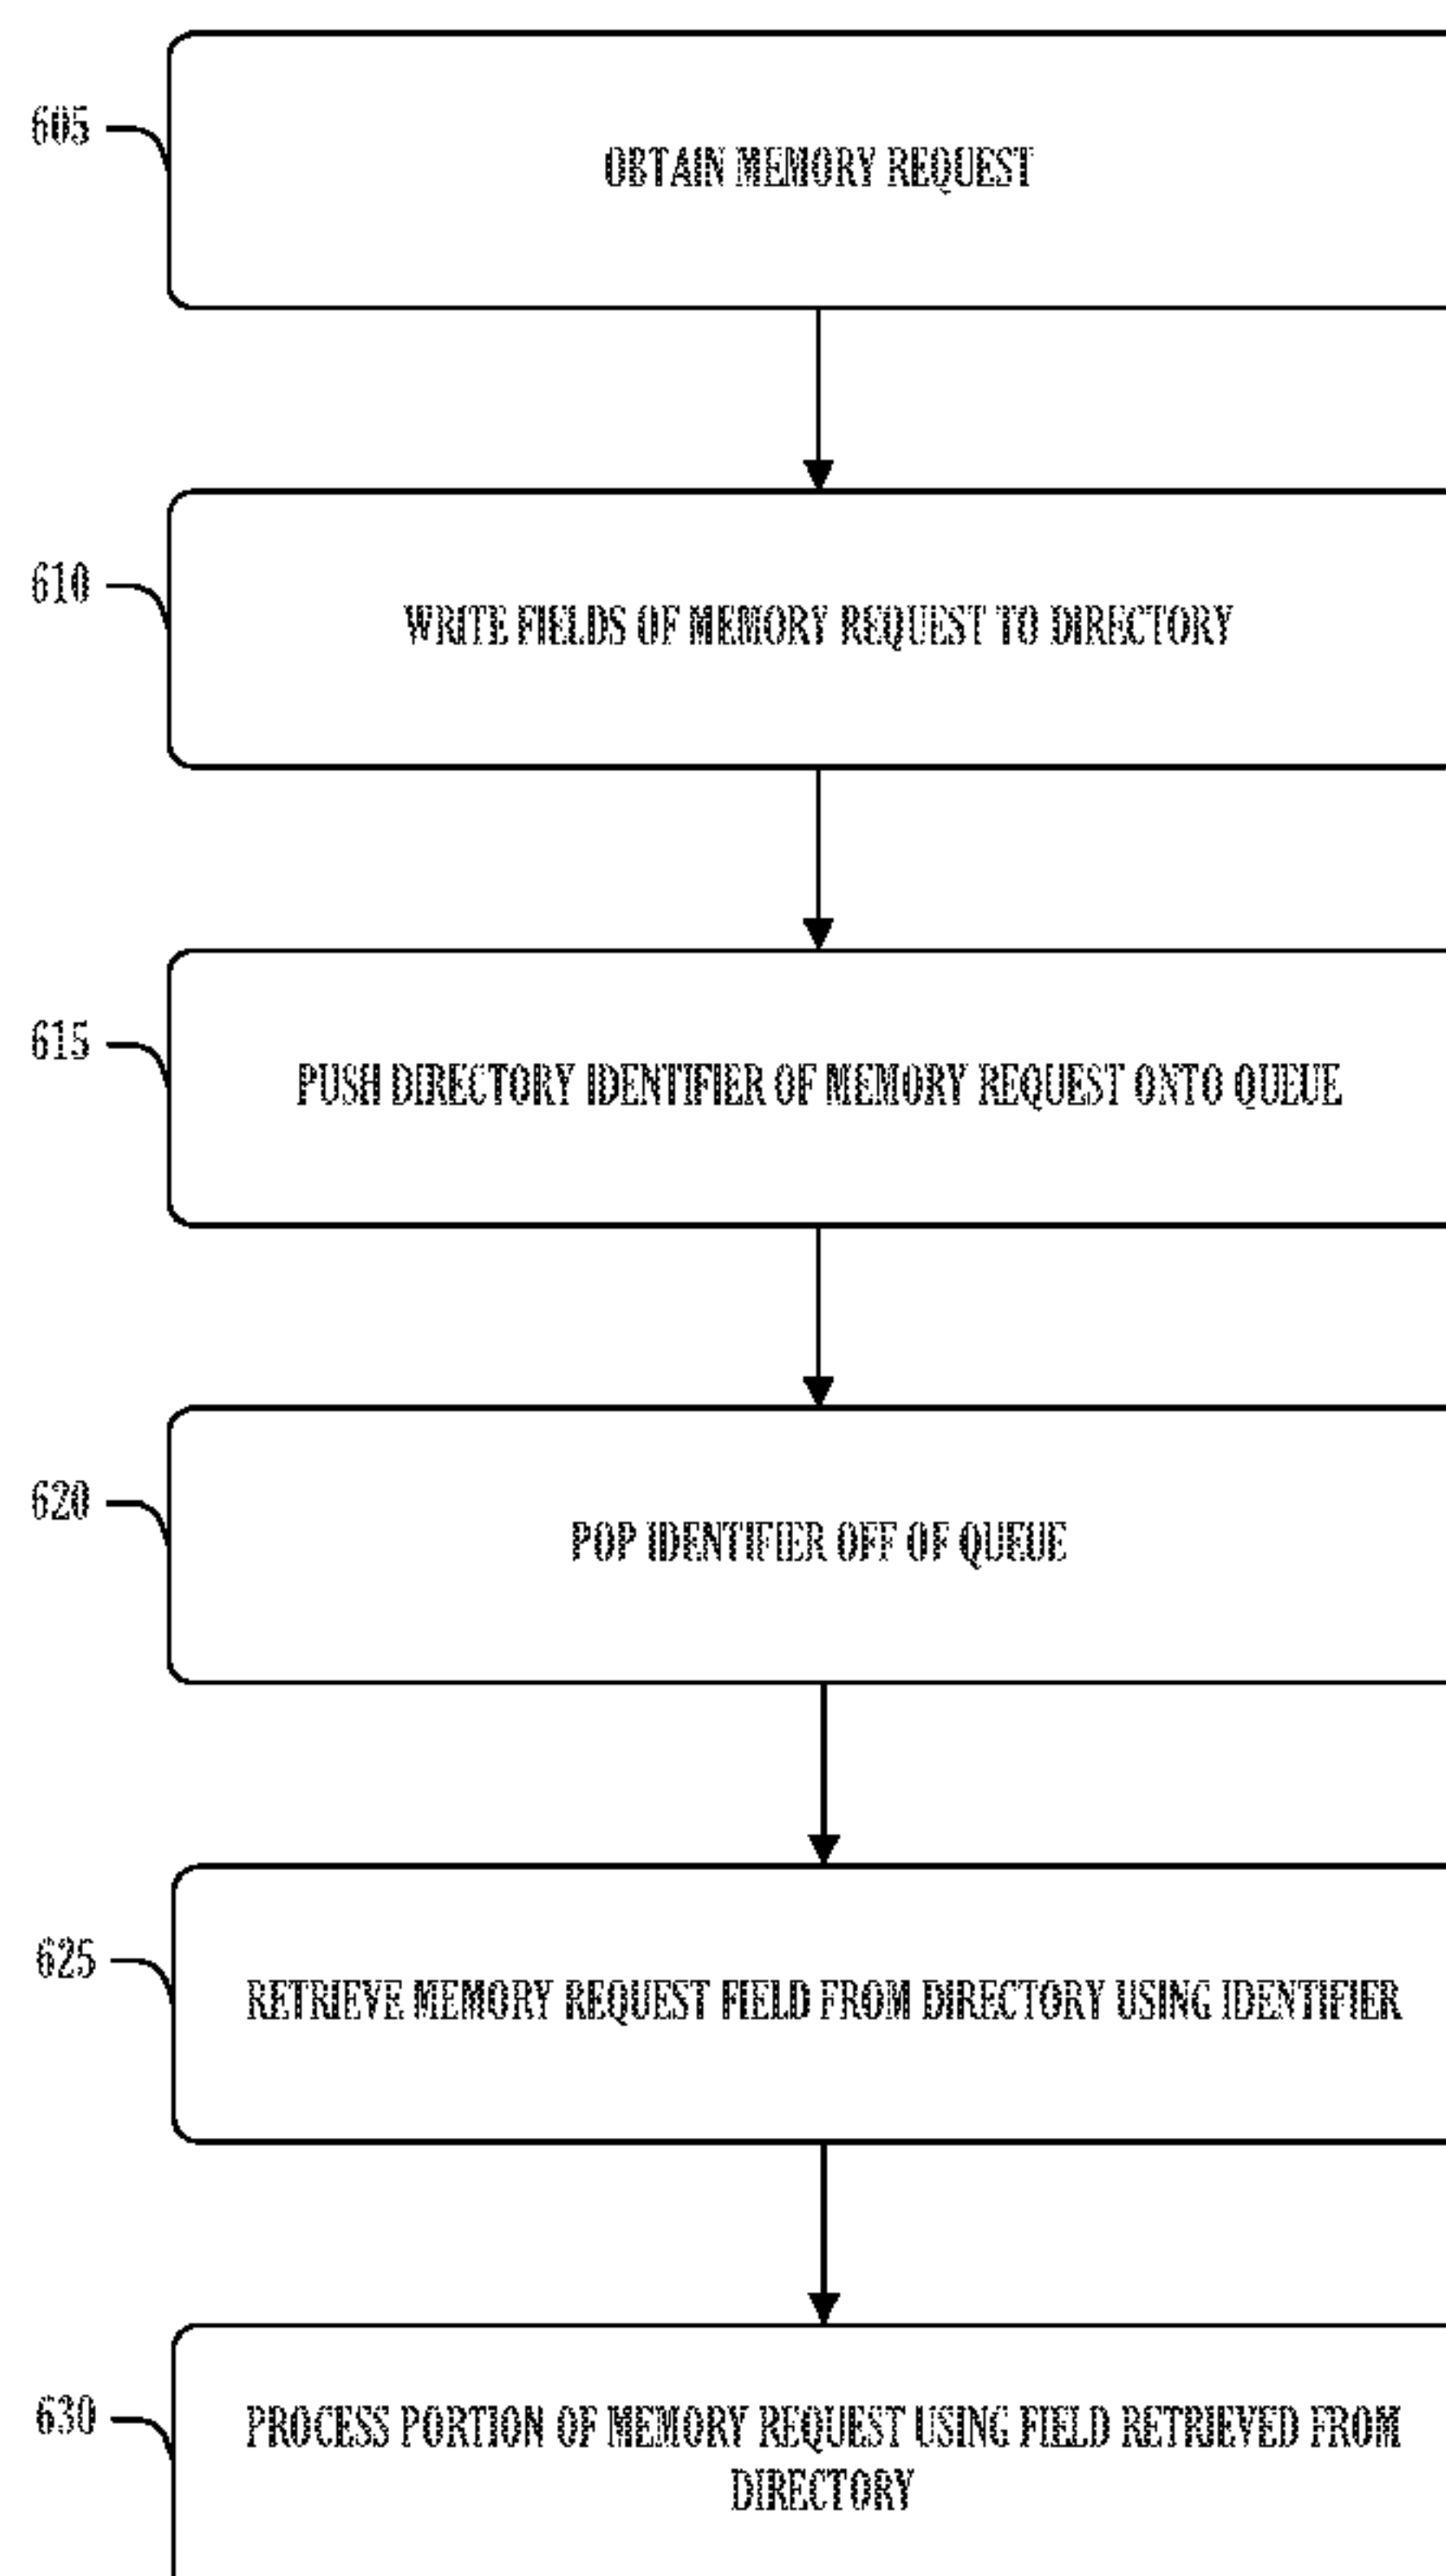 605
OBTAIN MEMORY REQUEST
610
WRITE FIELDS OF MEMORY REQUEST TO DIRECTORY
615
PUSH DIRECTORY IDENTIFIER OF MEMORY REQUEST ONTO QUEUE
620
POP IDENTIFIER OFF OF QUEUE
625
RETRIEVE MEMORY REQUEST FIELD FROM DIRECTORY USING IDENTIFIER
630
PROCESS PORTION OF MEMORY REQUEST USING FIELD RETRIEVED FROM
DIRECTORY